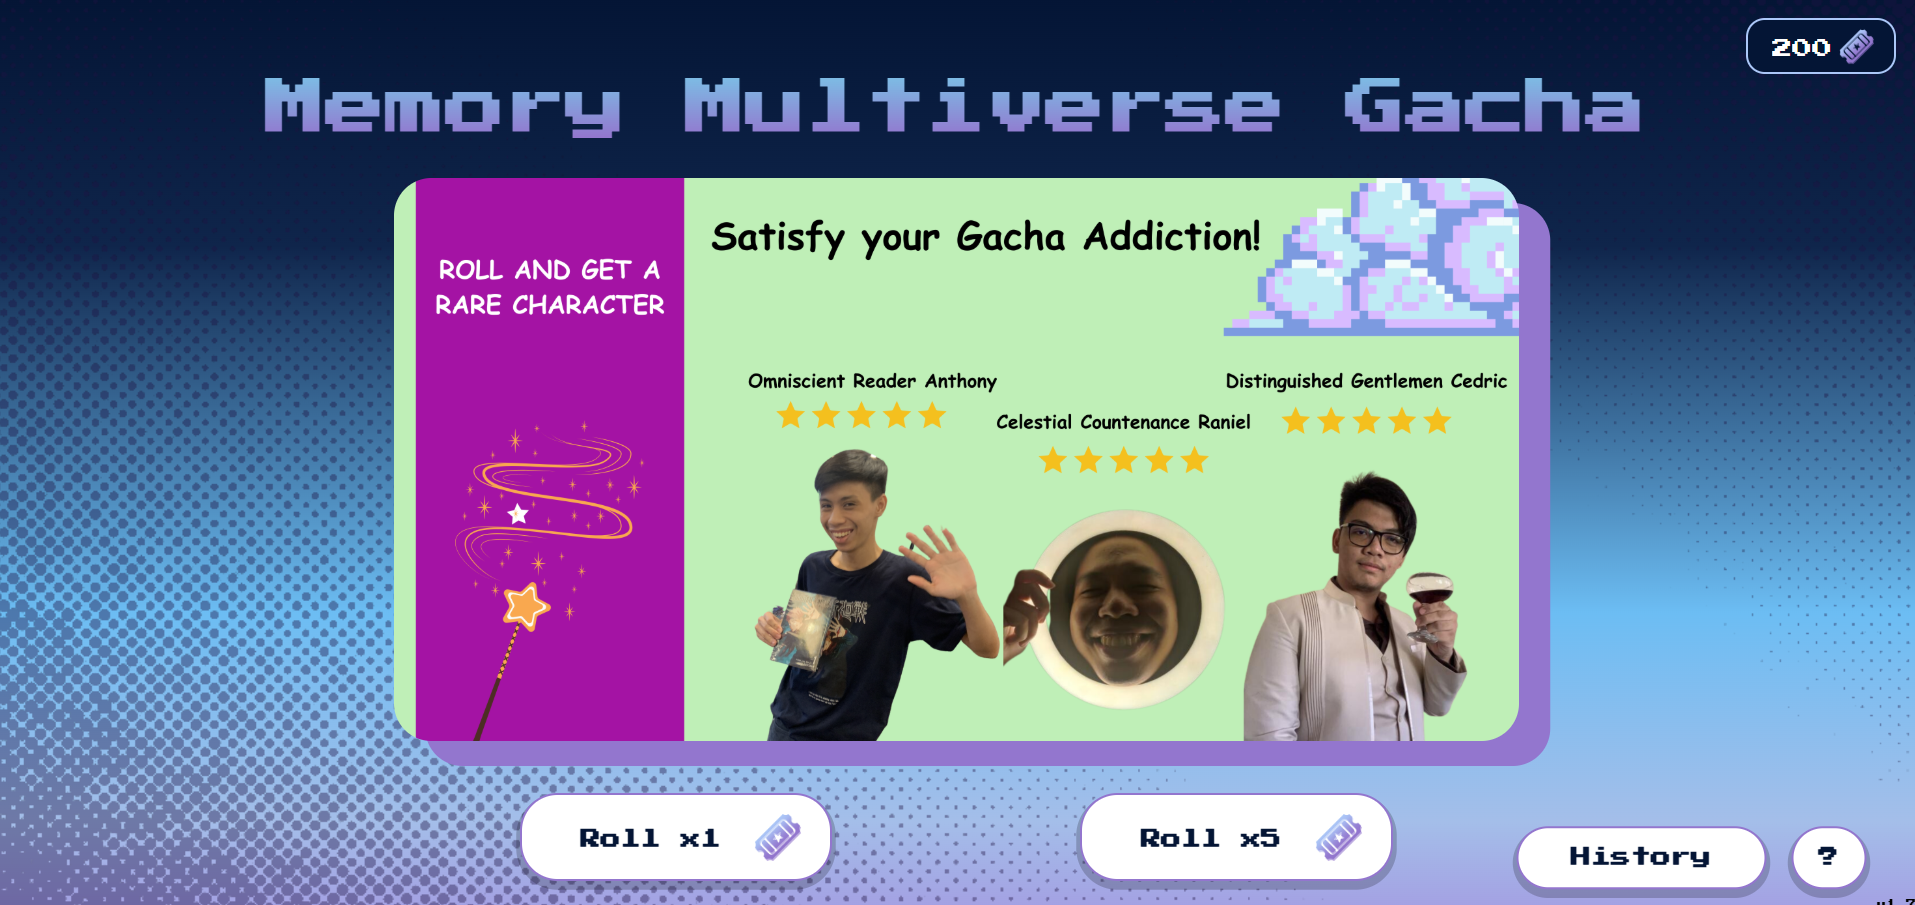 200
Memory Multiverse Gacha
ROLL AND GET A
RARE CHARACTER
Satisfy your Gacha Addiction!
Omniscient Reader Anthony
Celestial Countenance Raniel
Distinguished Gentlemen Cedric
Roll x1
Roll x5
History
?